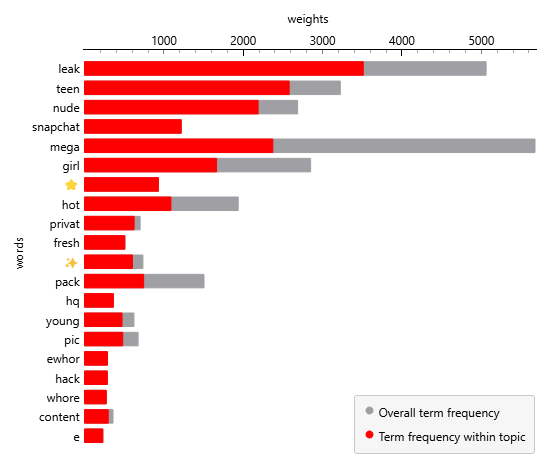 weights
1000 2000 3000 4000 5000
words
leak
teen
nude
snapchat
mega
girl
⭐
hot
privat
fresh
✨
pack
hq
young
pic
ewhor
hack
whore
content
e
Overall term frequency
Term frequency within topic